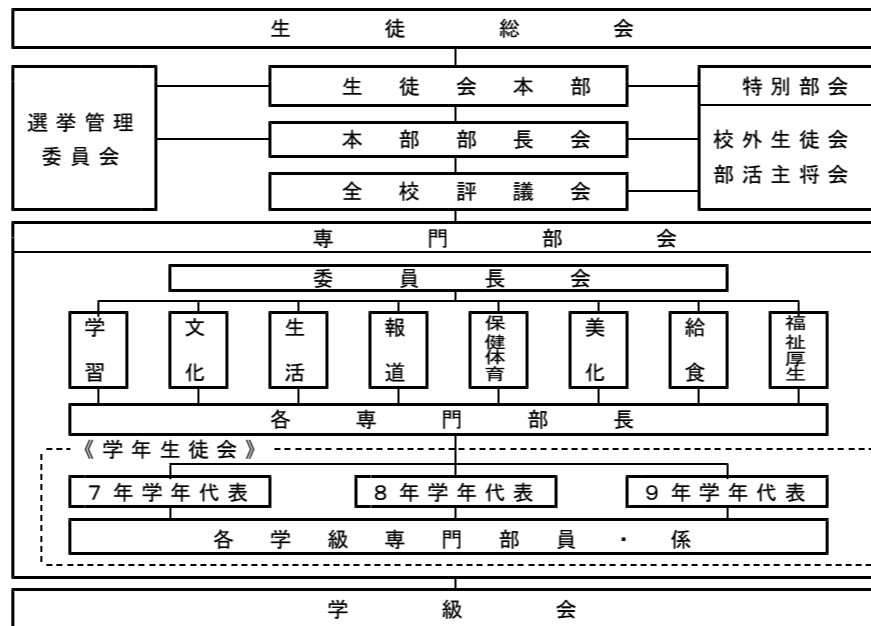 生徒総会
生徒会本部
特別部会
選挙管理
委員会
本部部長会
校外生徒会
部活主将会
全校評議会
専門部会
委員長会
学習
文化
生活
報道
保健体育
美化
給食
福祉厚生
各専門部長
《学年生徒会》
7年学年代表
8年学年代表
9年学年代表
各学級専門部員・係
学級会